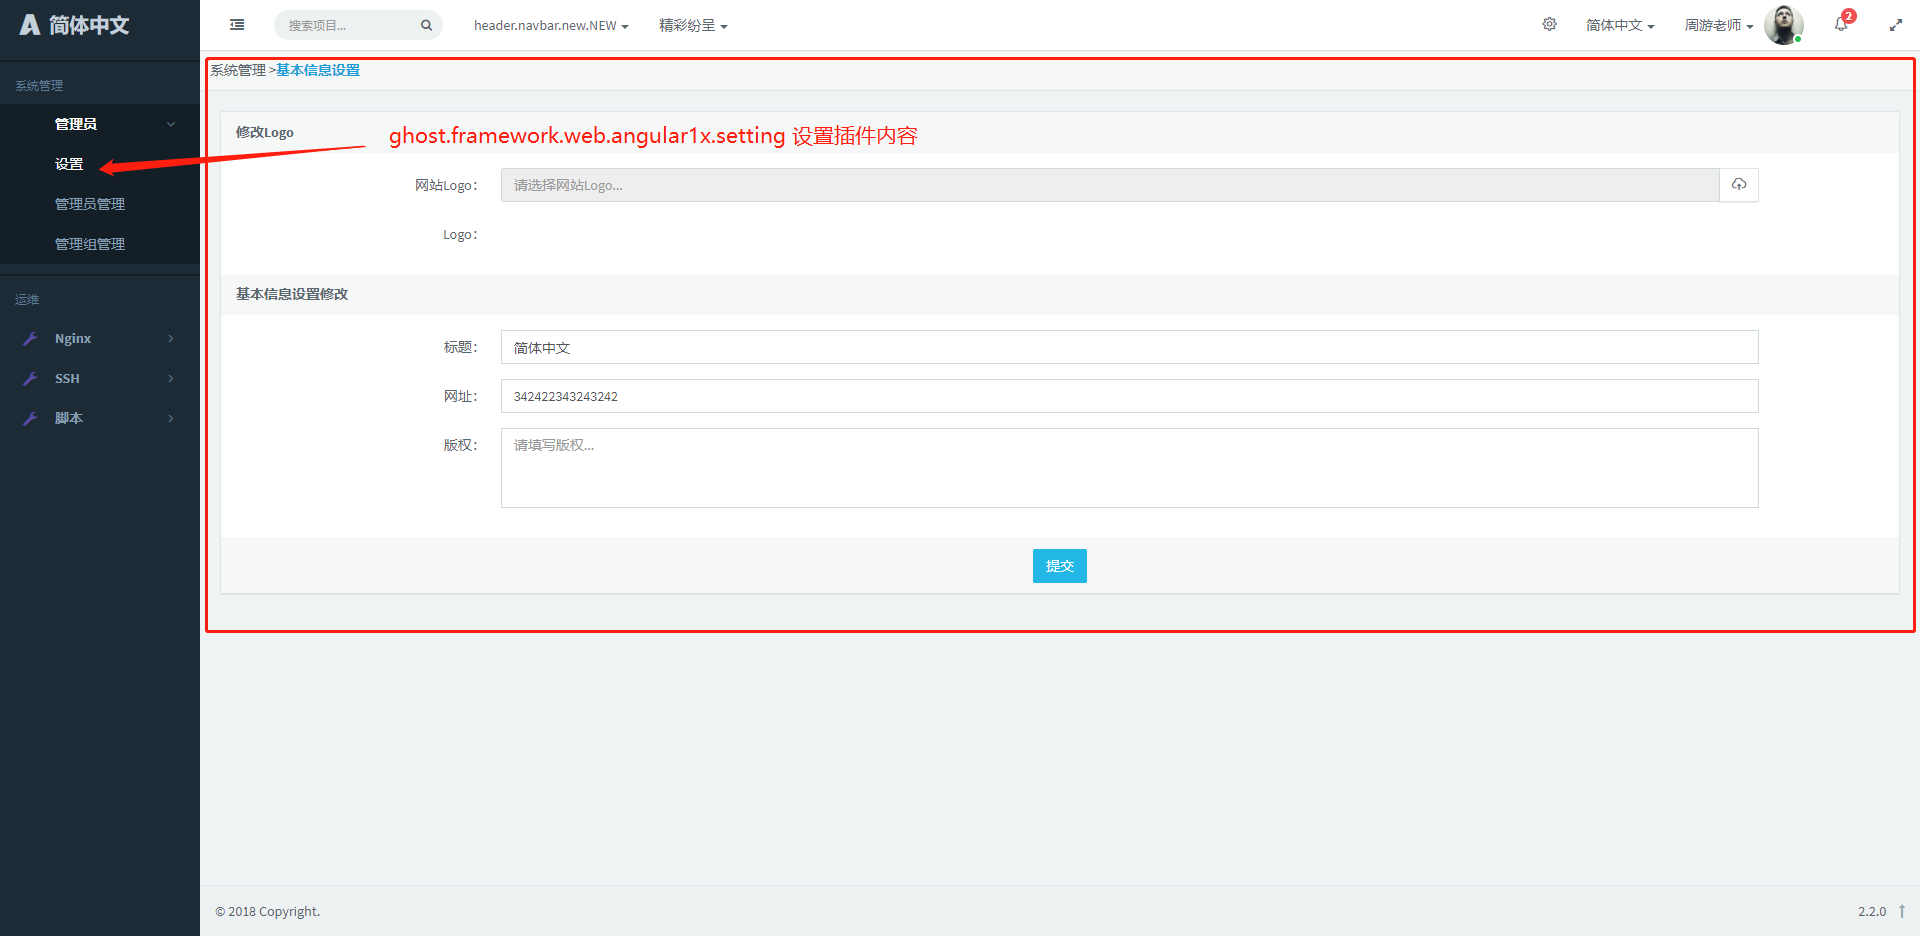 简体中文
搜索项目...
header.navbar.new.NEW
精彩纷呈
简体中文
周游老师
2
系统管理
管理员
设置
管理员管理
管理组管理
运维
Nginx
SSH
脚本
系统管理 >基本信息设置
修改Logo
ghost.framework.web.angular1x.setting 设置插件内容
网站Logo：
请选择网站Logo...
Logo：
基本信息设置修改
标题：
简体中文
网址：
342422343243242
版权：
请填写版权...
提交
© 2018 Copyright.
2.2.0